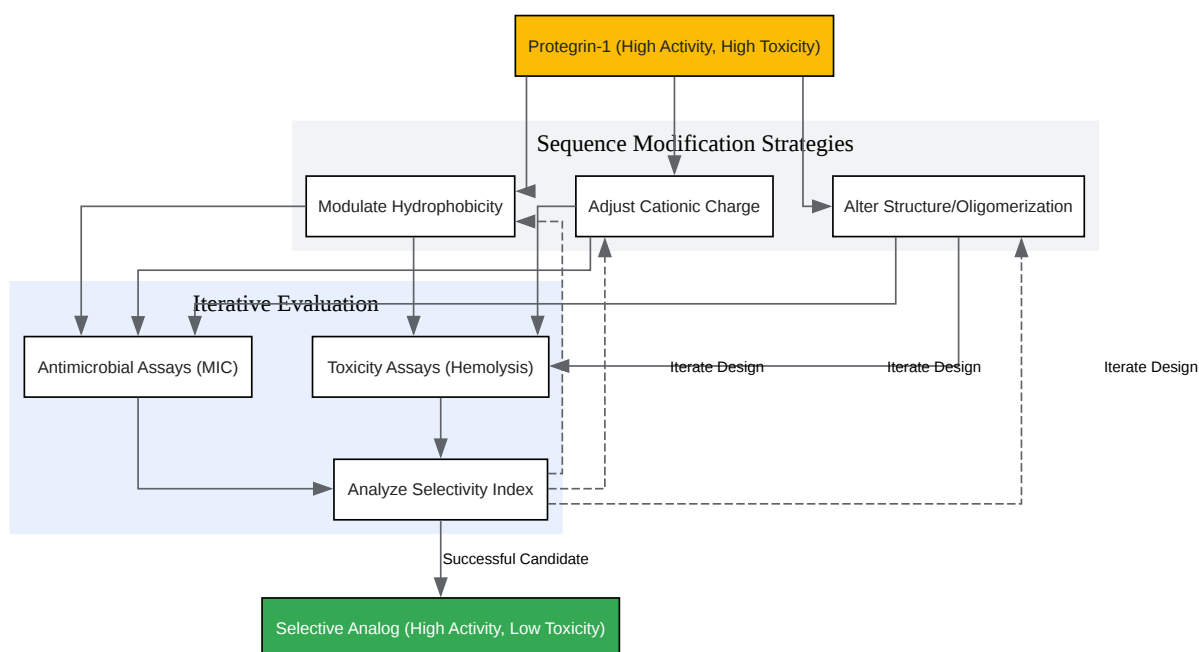 Protegrin-1 (High Activity, High Toxicity)
Sequence Modification Strategies
Modulate Hydrophobicity
Adjust Cationic Charge
Alter Structure/Oligomerization
Iterative Evaluation
Antimicrobial Assays (MIC)
Toxicity Assays (Hemolysis)
Iterate Design
Iterate Design
Iterate Design
Analyze Selectivity Index
Successful Candidate
Selective Analog (High Activity, Low Toxicity)